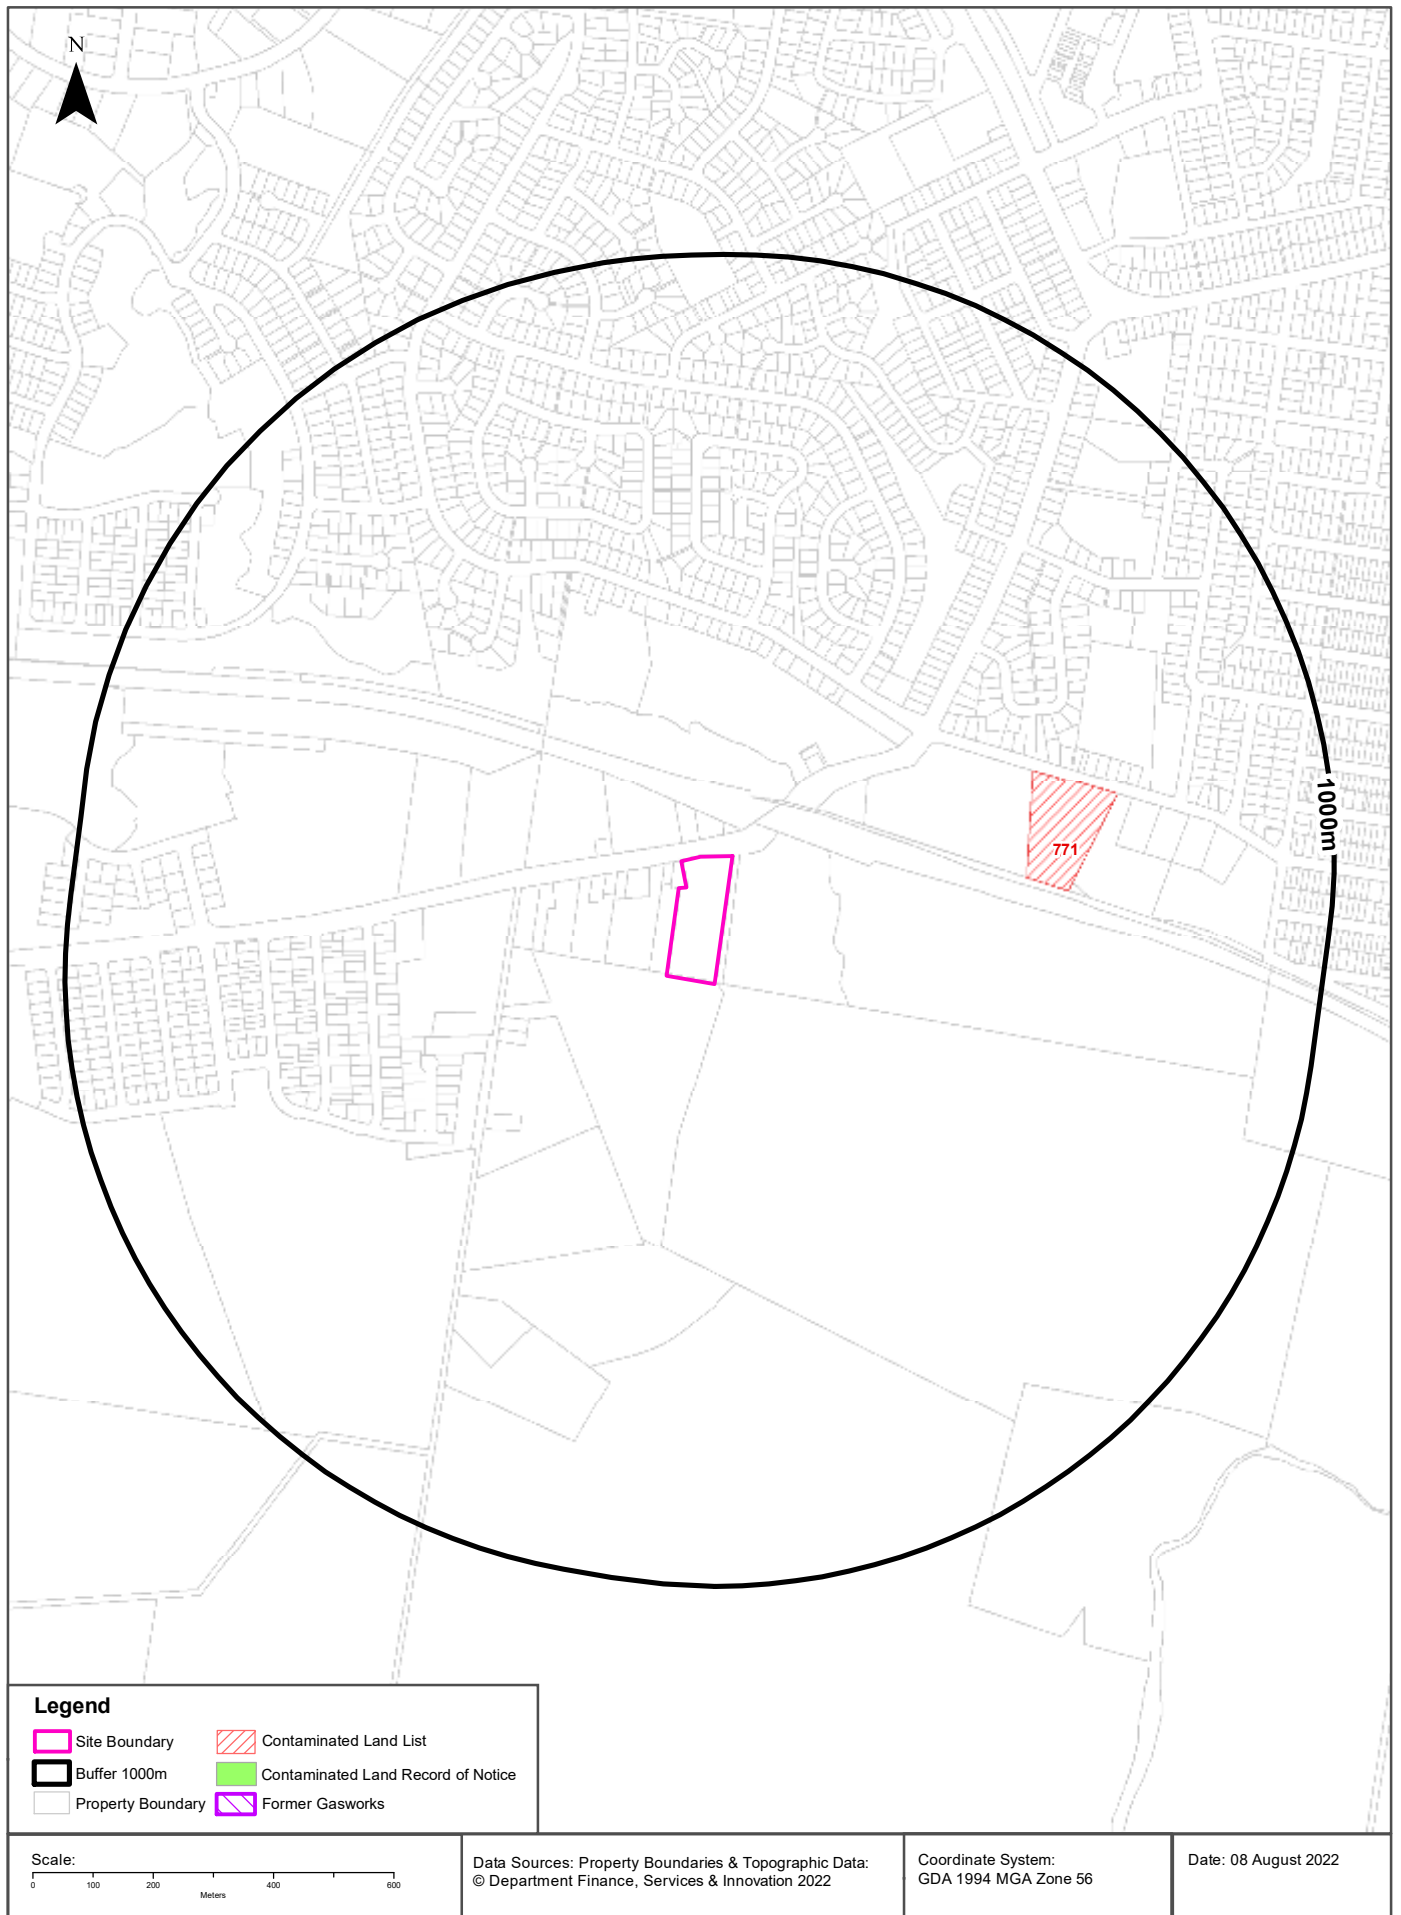 N
1000m
771
Legend
Site Boundary
Contaminated Land List
Buffer 1000m
Contaminated Land Record of Notice
Property Boundary
Former Gasworks
Scale:
0 100 200 400 600
Meters
Data Sources: Property Boundaries & Topographic Data:
© Department Finance, Services & Innovation 2022
Coordinate System:
GDA 1994 MGA Zone 56
Date: 08 August 2022